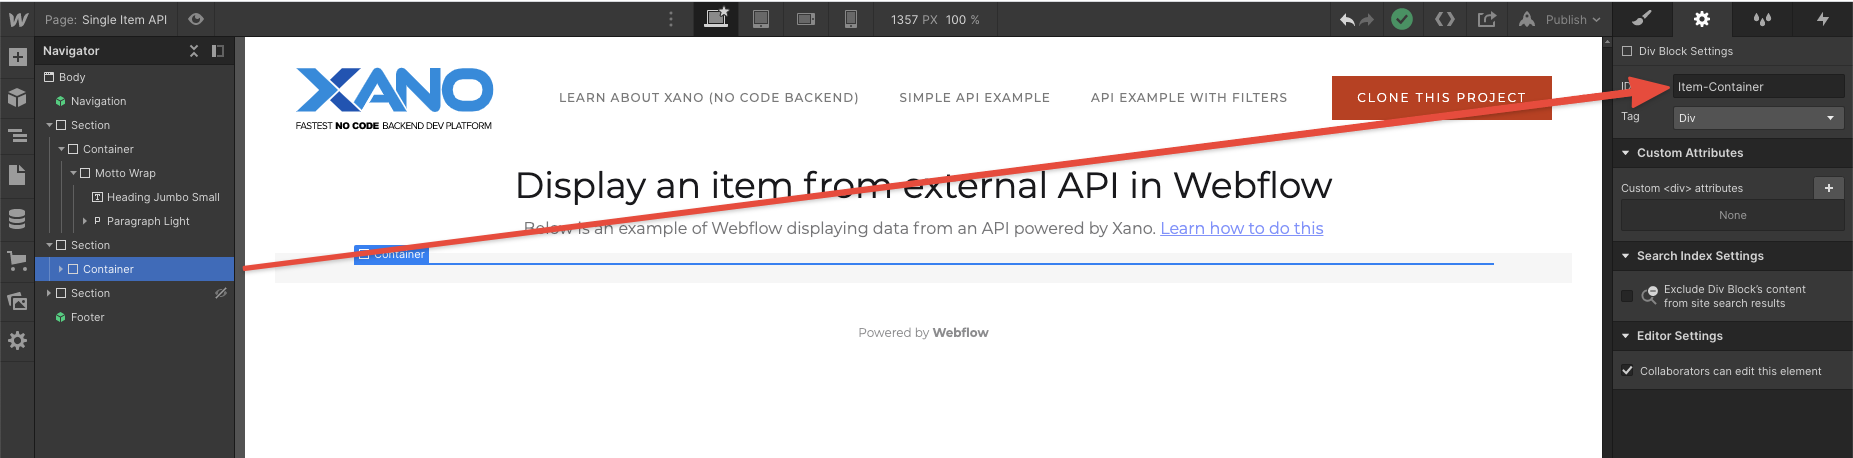 Page: Single Item API
1357 PX 100 %
Publish
Navigator
Body
Navigation
Section
Container
Motto Wrap
Heading Jumbo Small
P Paragraph Light
Section
Container
Section
Footer
XANO
FASTEST NO CODE BACKEND DEV PLATFORM
LEARN ABOUT XANO (NO CODE BACKEND)
SIMPLE API EXAMPLE
API EXAMPLE WITH FILTERS
CLONE THIS PROJECT
Display an item from external API in Webflow
Below is an example of Webflow displaying data from an API powered by Xano. Learn how to do this
Container
Powered by Webflow
Div Block Settings
ID
Item-Container
Tag
Div
Custom Attributes
Custom <div> attributes
None
Search Index Settings
Exclude Div Block's content
from site search results
Editor Settings
Collaborators can edit this element